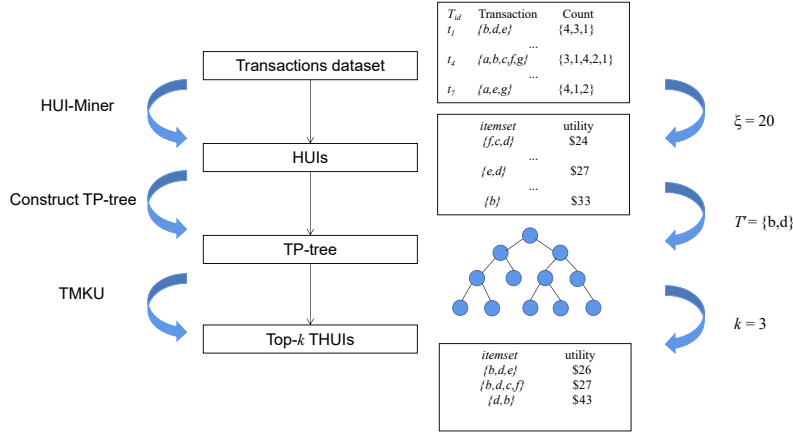 T_id Transaction Count
t_1 {b,d,e} {4,3,1}
...
t_4 {a,b,c,f,g} {3,1,4,2,1}
...
t_7 {a,e,g} {4,1,2}
Transactions dataset
HUI-Miner
ξ = 20
itemset utility
{f,c,d} $24
...
{e,d} $27
...
{b} $33
HUIs
Construct TP-tree
T' = {b,d}
TP-tree
TMKU
k = 3
Top-k THUIs
itemset utility
{b,d,e} $26
{b,d,c,f} $27
{d,b} $43